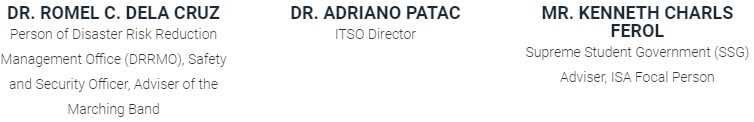 DR. ROMEL C. DELA CRUZ
Person of Disaster Risk Reduction
Management Office (DRRMO), Safety
and Security Officer, Adviser of the
Marching Band
DR. ADRIANO PATAC
ITSO Director
MR. KENNETH CHARLS
FEROL
Supreme Student Government (SSG)
Adviser, ISA Focal Person